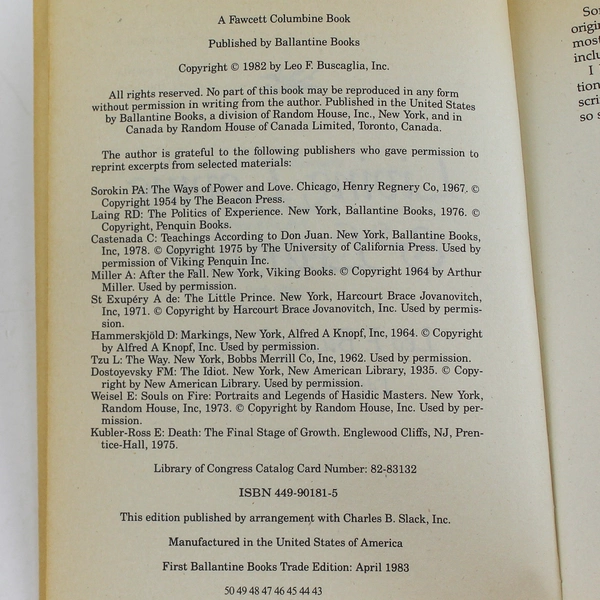 A Fawcett Columbine Book
Published by Ballantine Books
Copyright © 1982 by Leo F. Buscaglia, Inc.
All rights reserved. No part of this book may be reproduced in any form
without permission in writing from the author. Published in the United States
by Ballantine Books, a division of Random House, Inc., New York, and in
Canada by Random House of Canada Limited, Toronto, Canada.
The author is grateful to the following publishers who gave permission to
reprint excerpts from selected materials:
Sorokin PA: The Ways of Power and Love. Chicago, Henry Regnery Co, 1967. ©
Copyright 1954 by The Beacon Press.
Laing RD: The Politics of Experience. New York, Ballantine Books, 1976. ©
Copyright, Penquin Books.
Castenada C: Teachings According to Don Juan. New York, Ballantine Books,
Inc, 1978. © Copyright 1975 by The University of California Press. Used by
permission of Viking Penquin Inc.
Miller A: After the Fall. New York, Viking Books. © Copyright 1964 by Arthur
Miller. Used by permission.
St Exupéry A de: The Little Prince. New York, Harcourt Brace Jovanovitch,
Inc, 1971. © Copyright by Harcourt Brace Jovanovitch, Inc. Used by permis-
sion.
Hammerskjöld D: Markings, New York, Alfred A Knopf, Inc, 1964. © Copyright
by Alfred A Knopf, Inc. Used by permission.
Tzu L: The Way. New York, Bobbs Merrill Co, Inc, 1962. Used by permission.
Dostoyevsky FM: The Idiot. New York, New American Library, 1935. © Copy-
right by New American Library. Used by permission.
Weisel E: Souls on Fire: Portraits and Legends of Hasidic Masters. New York,
Random House, Inc, 1973. © Copyright by Random House, Inc. Used by per-
mission.
Kubler-Ross E: Death: The Final Stage of Growth. Englewood Cliffs, NJ, Pren-
tice-Hall, 1975.
Library of Congress Catalog Card Number: 82-83132
ISBN 449-90181-5
This edition published by arrangement with Charles B. Slack, Inc.
Manufactured in the United States of America
First Ballantine Books Trade Edition: April 1983
50 49 48 47 46 45 44 43
So
origi
most
inclu
I
tion
scri
so s